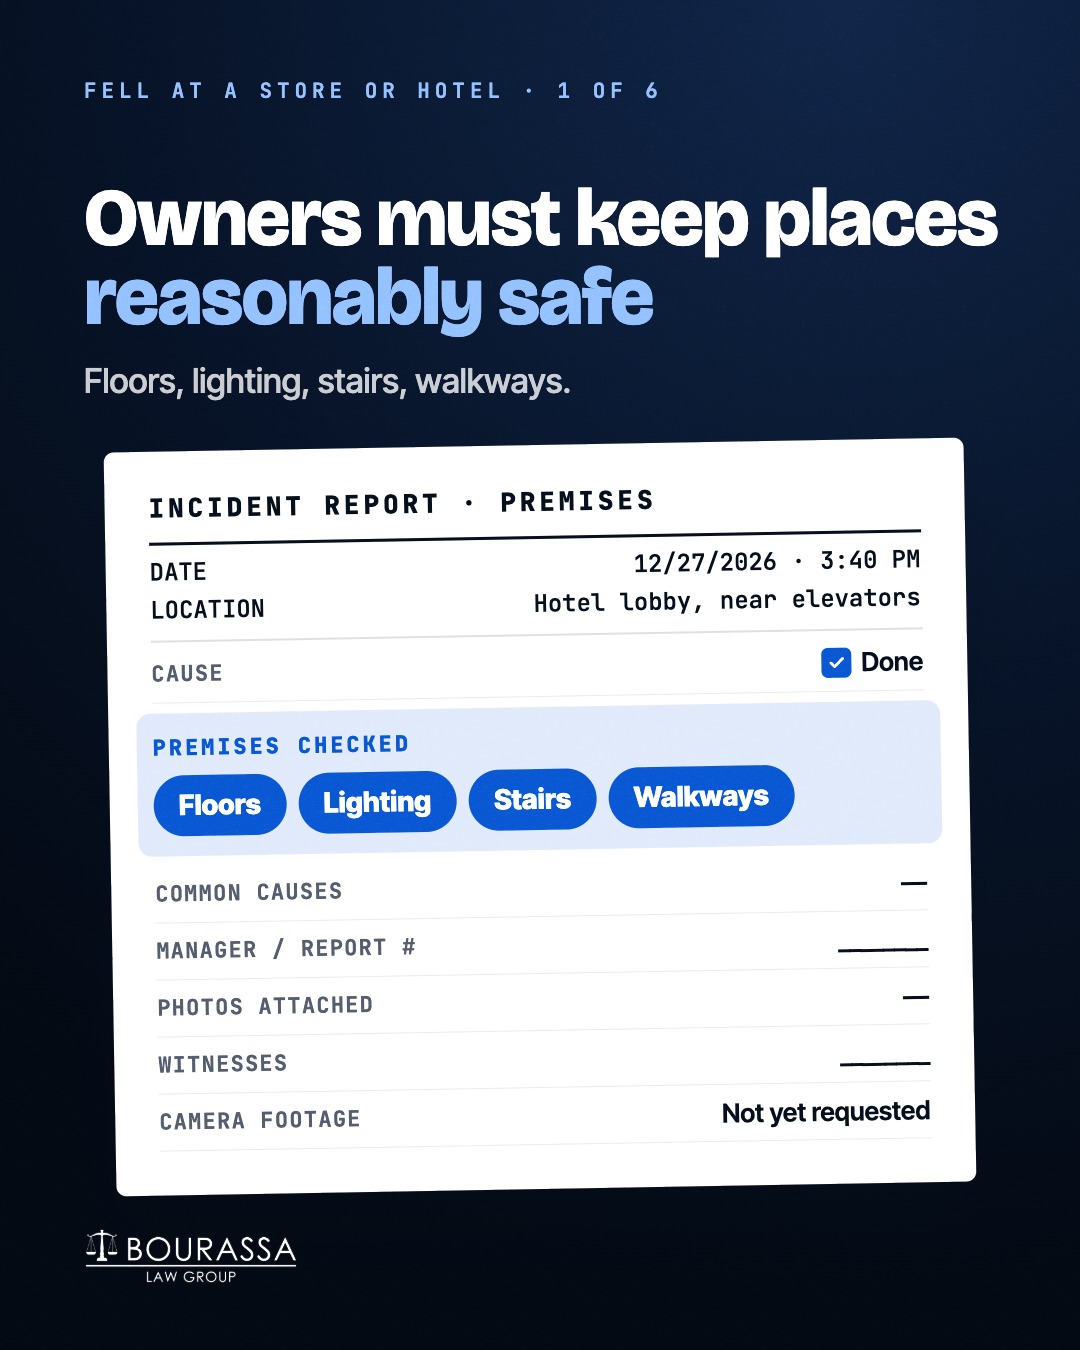 FELL AT A STORE OR HOTEL · 1 OF 6
Owners must keep places
reasonably safe
Floors, lighting, stairs, walkways.
INCIDENT REPORT · PREMISES
DATE 12/27/2026 · 3:40 PM
LOCATION Hotel lobby, near elevators
CAUSE Done
PREMISES CHECKED
Floors Lighting Stairs Walkways
COMMON CAUSES —
MANAGER / REPORT # ______
PHOTOS ATTACHED —
WITNESSES ______
CAMERA FOOTAGE Not yet requested
BOURASSA
LAW GROUP